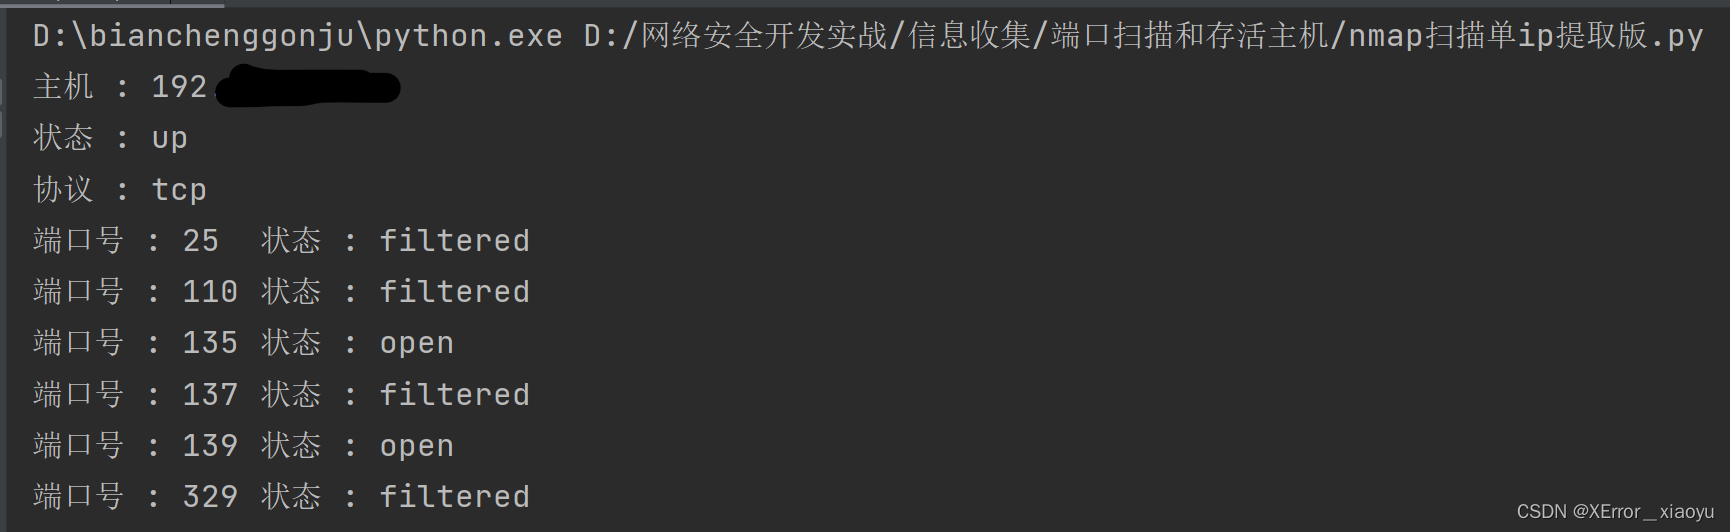 D:\bianchenggonju\python.exe D:/网络安全开发实战/信息收集/端口扫描和存活主机/nmap扫描单ip提取版.py
主机 : 192.
状态 : up
协议 : tcp
端口号 : 25  状态 : filtered
端口号 : 110 状态 : filtered
端口号 : 135 状态 : open
端口号 : 137 状态 : filtered
端口号 : 139 状态 : open
端口号 : 329 状态 : filtered
CSDN @XError_xiaoyu